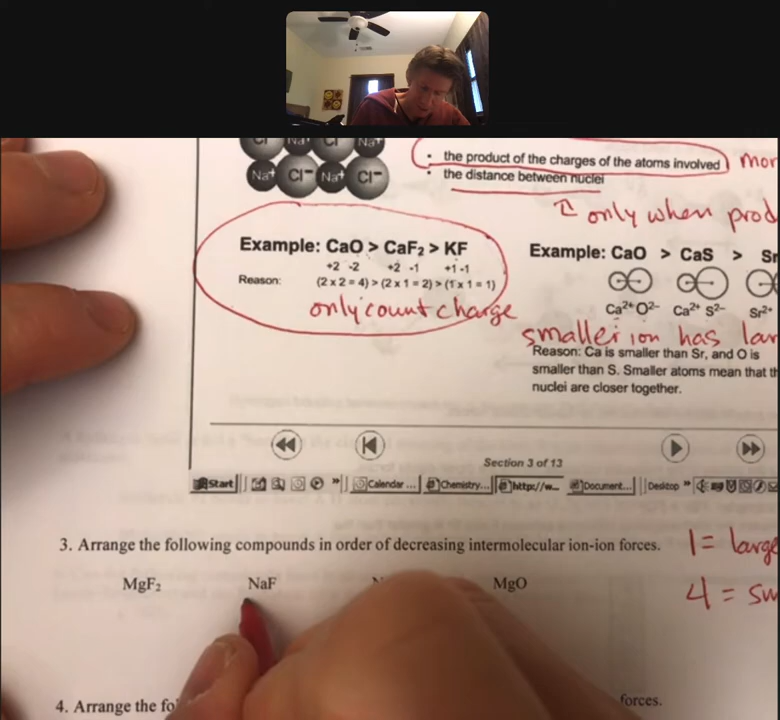 Cl⁻ Na⁺ Cl⁻ Na⁺
Na⁺ Cl⁻ Na⁺ Cl⁻
• the product of the charges of the atoms involved
• the distance between nuclei
only when prod
Example: CaO > CaF₂ > KF
+2 -2 +2 -1 +1 -1
Reason: (2 x 2 = 4) > (2 x 1 = 2) > (1 x 1 = 1)
only count charge
Example: CaO > CaS > Sr
Ca²⁺ O²⁻ Ca²⁺ S²⁻ Sr²⁺
smaller ion has lar
Reason: Ca is smaller than Sr, and O is
smaller than S. Smaller atoms mean that th
nuclei are closer together.
Section 3 of 13
Start » Calendar ... Chemistry... http://w... Document... Desktop »
3. Arrange the following compounds in order of decreasing intermolecular ion-ion forces. 1 = large
MgF₂ NaF MgO 4 = sm
4. Arrange the fo forces.